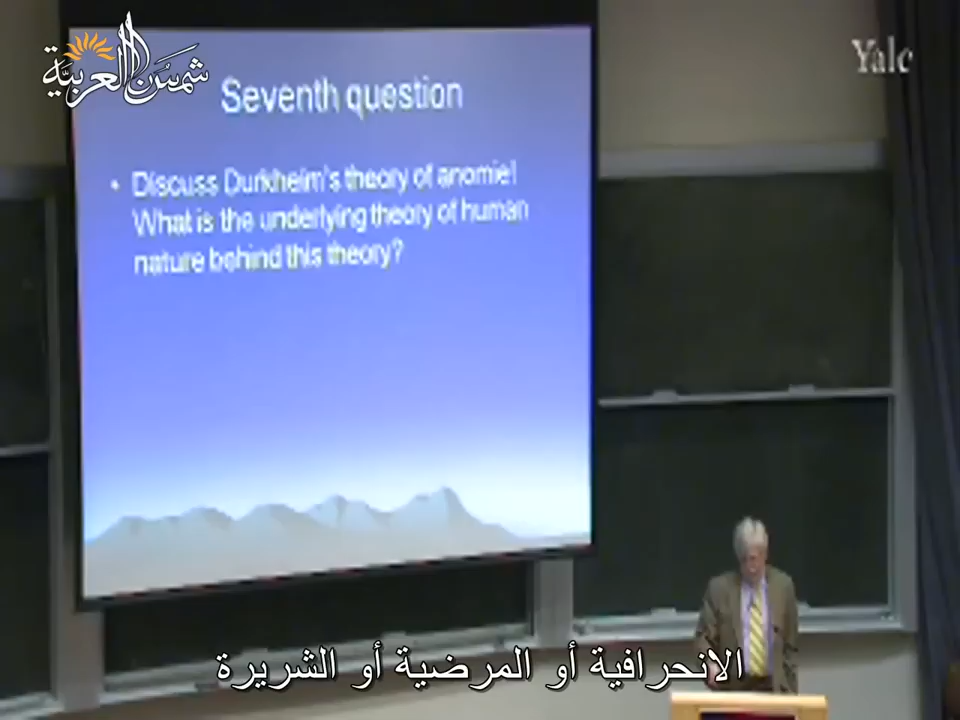 شمس العربية
Yale
Seventh question
• Discuss Durkheim's theory of anomie!
What is the underlying theory of human
nature behind this theory?
الانحرافية أو المرضية أو الشريرة